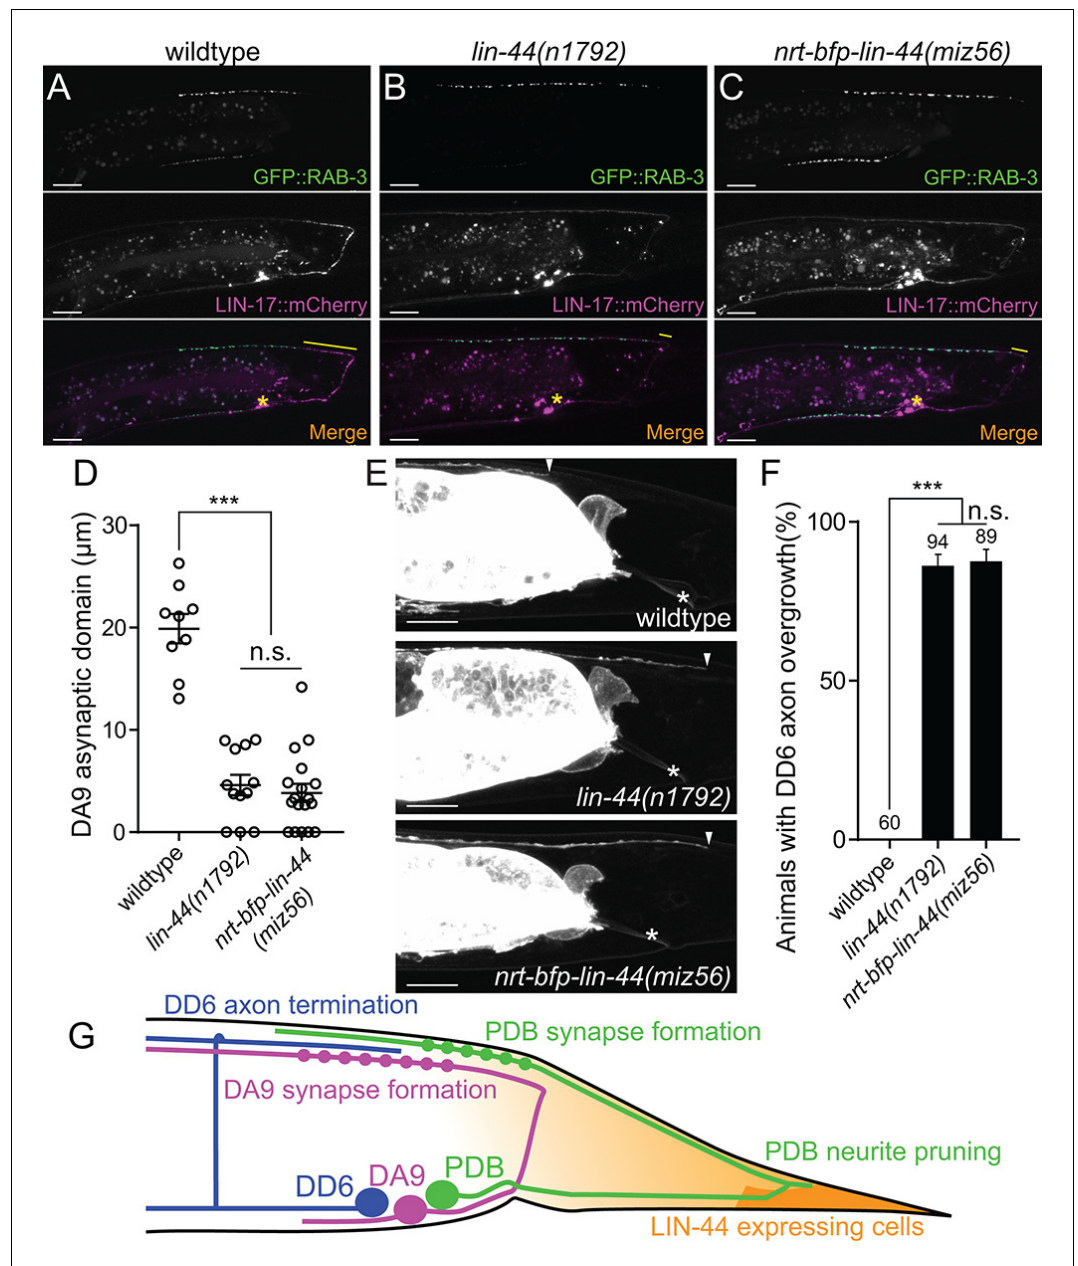 wildtype
lin-44(n1792)
nrt-bfp-lin-44(miz56)
A
B
C
GFP::RAB-3
GFP::RAB-3
GFP::RAB-3
LIN-17::mCherry
LIN-17::mCherry
LIN-17::mCherry
*
*
*
Merge
Merge
Merge
D
DA9 asynaptic domain (μm)
30
20
10
0
***
n.s.
wildtype
lin-44(n1792)
nrt-bfp-lin-44
(miz56)
E
*
wildtype
*
lin-44(n1792)
*
nrt-bfp-lin-44(miz56)
F
Animals with DD6 axon overgrowth(%)
100
50
0
***
n.s.
94
89
60
wildtype
lin-44(n1792)
nrt-bfp-lin-44(miz56)
G
DD6 axon termination
PDB synapse formation
DA9 synapse formation
PDB neurite pruning
DD6
DA9
PDB
LIN-44 expressing cells